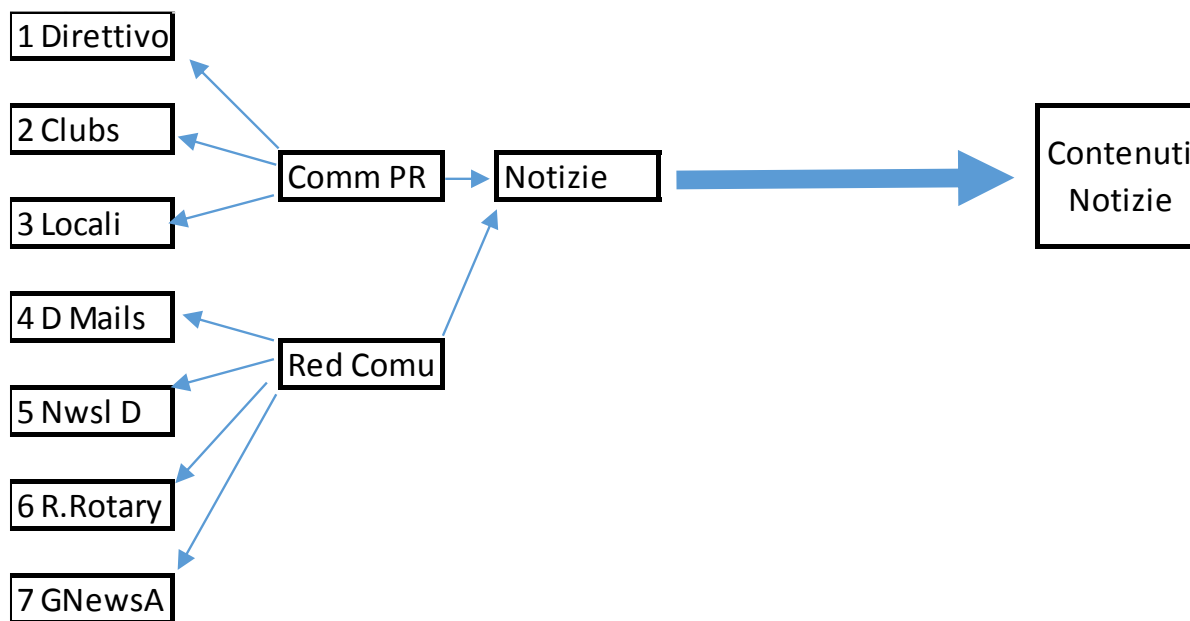 1 Direttivo
2 Clubs
3 Locali
4 D Mails
5 Nwsl D
6 R.Rotary
7 GNewsA
Comm PR
Red Comu
Notizie
Contenuti
Notizie